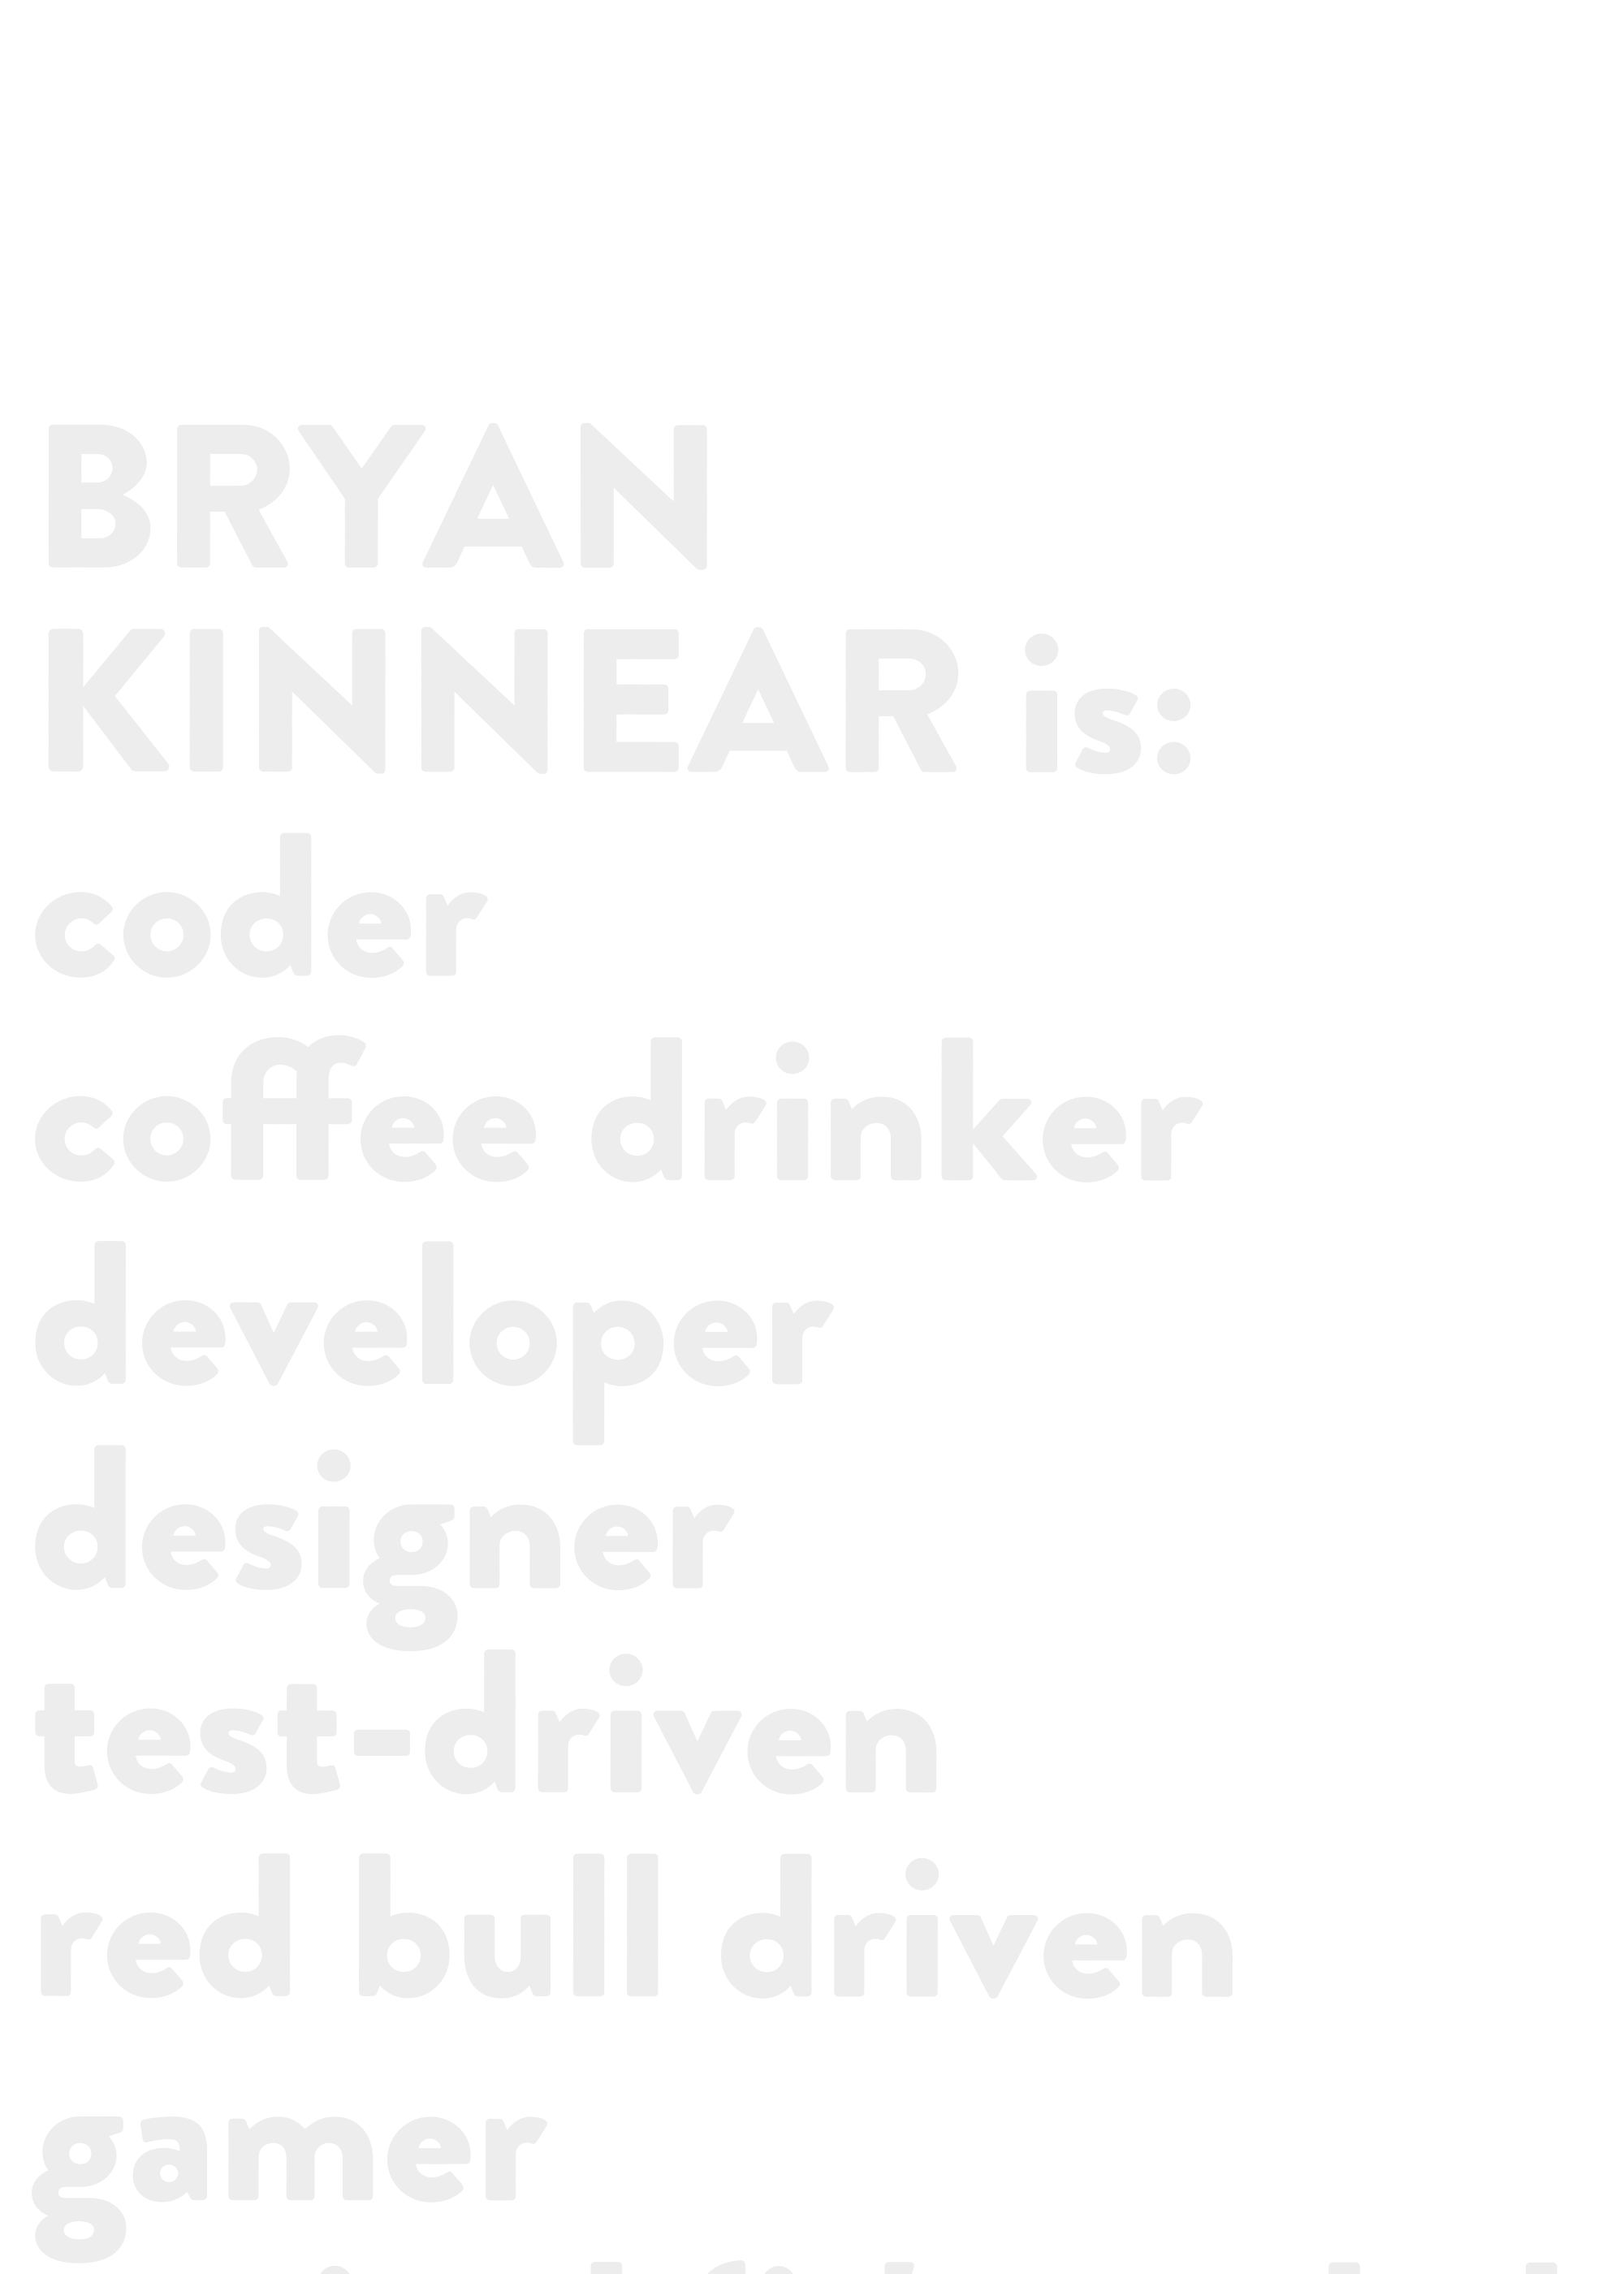 BRYAN
KINNEAR is:
coder
coffee drinker
developer
designer
test-driven
red bull driven
gamer